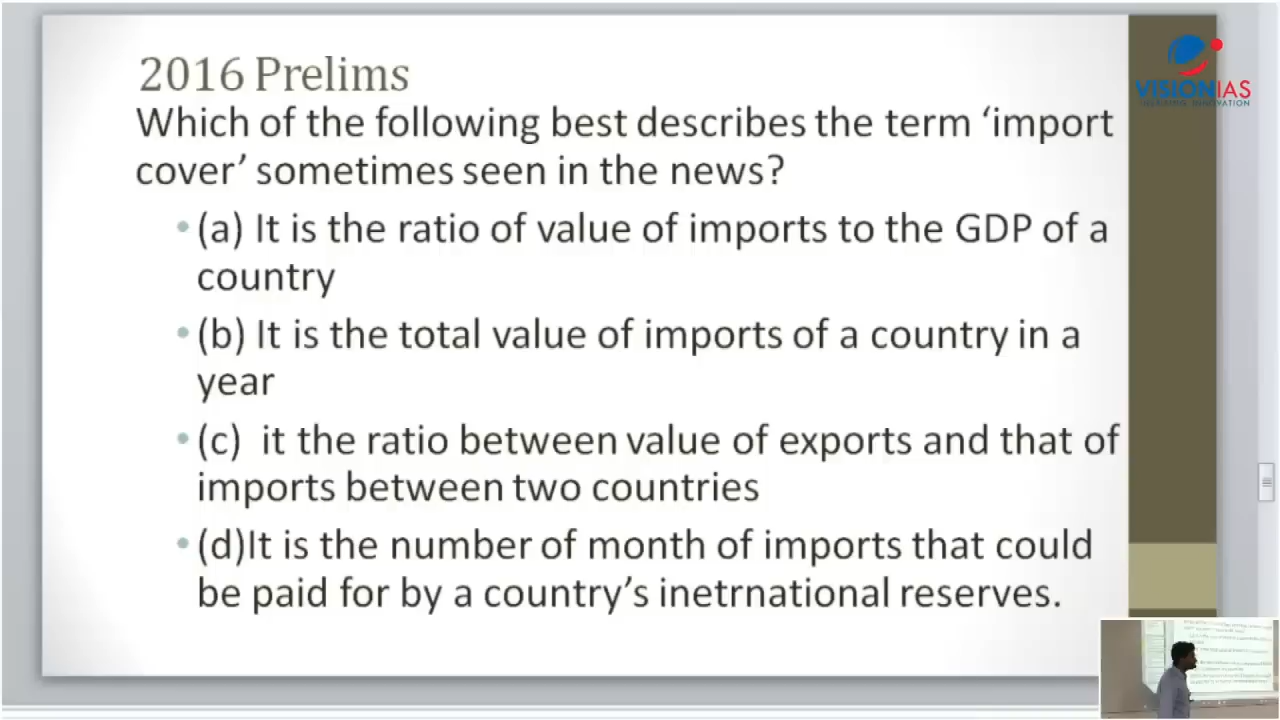 2016 Prelims
Which of the following best describes the term ‘import
cover’ sometimes seen in the news?
• (a) It is the ratio of value of imports to the GDP of a
country
• (b) It is the total value of imports of a country in a
year
• (c) it the ratio between value of exports and that of
imports between two countries
• (d)It is the number of month of imports that could
be paid for by a country’s inetrnational reserves.
VISIONIAS
INSPIRING INNOVATION